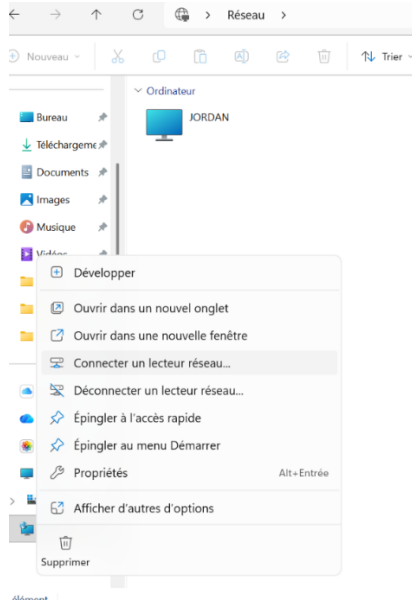 Réseau
Nouveau
Trier
Ordinateur
JORDAN
Bureau
Téléchargeme
Documents
Images
Musique
Vidéos
Développer
Ouvrir dans un nouvel onglet
Ouvrir dans une nouvelle fenêtre
Connecter un lecteur réseau...
Déconnecter un lecteur réseau...
Épingler à l'accès rapide
Épingler au menu Démarrer
Propriétés Alt+Entrée
Afficher d'autres d'options
Supprimer
élément